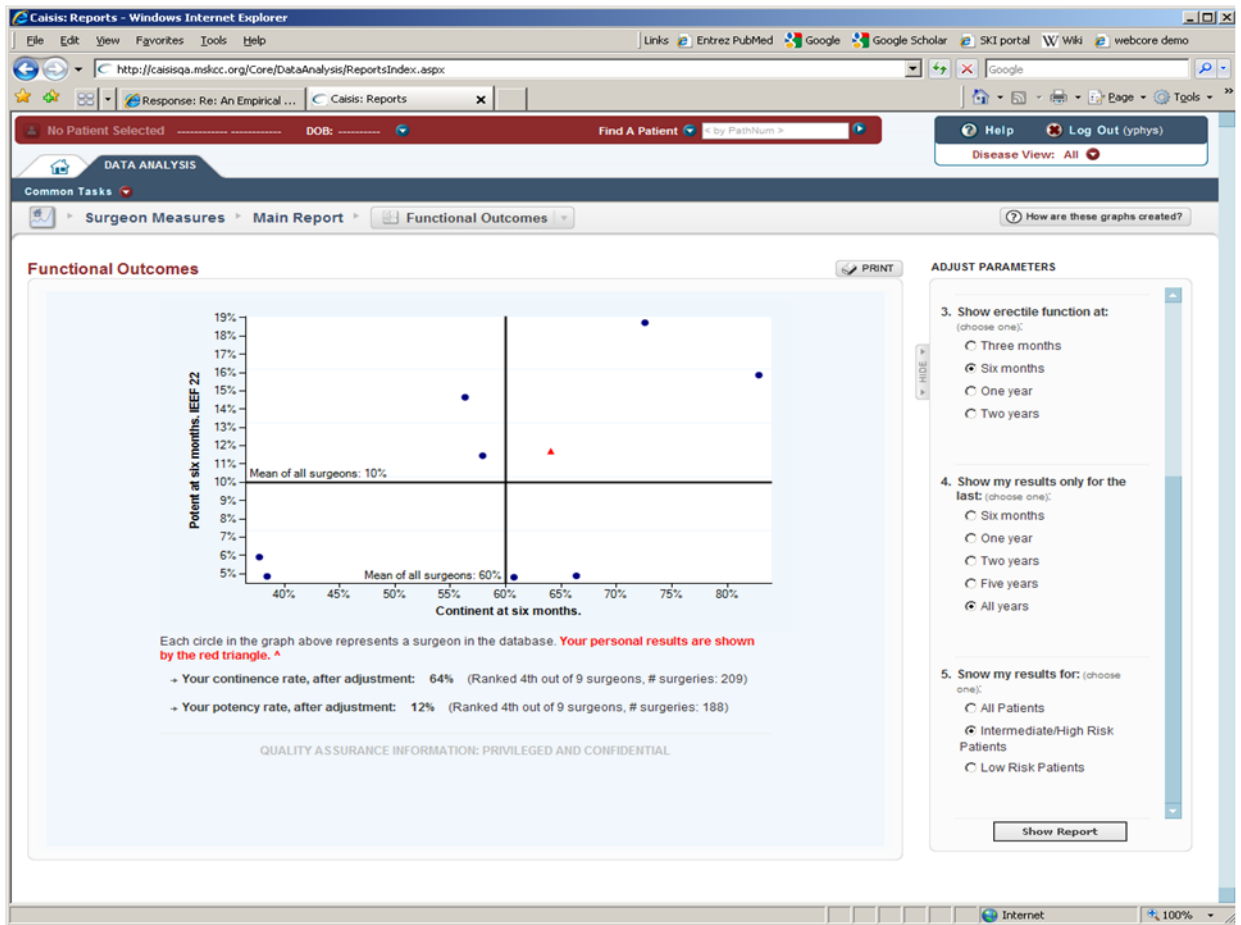 Caisis: Reports - Windows Internet Explorer
File Edit View Favorites Tools Help
Links Entrez PubMed Google Google Scholar SKI portal Wiki webcore demo
http://caisisqa.mskcc.org/Core/DataAnalysis/ReportsIndex.aspx
Google
Response: Re: An Empirical ... Caisis: Reports
Page Tools
No Patient Selected ------------ ------------ DOB: ----------
Find A Patient < by PathNum >
Help Log Out (yphys)
Disease View: All
DATA ANALYSIS
Common Tasks
Surgeon Measures Main Report Functional Outcomes
How are these graphs created?
Functional Outcomes
PRINT
19%
18%
17%
16%
15%
14%
13%
12%
11%
10%
9%
8%
7%
6%
5%
Potent at six months. IEEF 22
Mean of all surgeons: 10%
Mean of all surgeons: 60%
40% 45% 50% 55% 60% 65% 70% 75% 80%
Continent at six months.
Each circle in the graph above represents a surgeon in the database. Your personal results are shown
by the red triangle. ^
Your continence rate, after adjustment: 64% (Ranked 4th out of 9 surgeons, # surgeries: 209)
Your potency rate, after adjustment: 12% (Ranked 4th out of 9 surgeons, # surgeries: 188)
QUALITY ASSURANCE INFORMATION: PRIVILEGED AND CONFIDENTIAL
ADJUST PARAMETERS
HIDE
3. Show erectile function at:
(choose one):
Three months
Six months
One year
Two years
4. Show my results only for the
last: (choose one):
Six months
One year
Two years
Five years
All years
5. Snow my results for: (choose
one):
All Patients
Intermediate/High Risk
Patients
Low Risk Patients
Show Report
Internet
100%